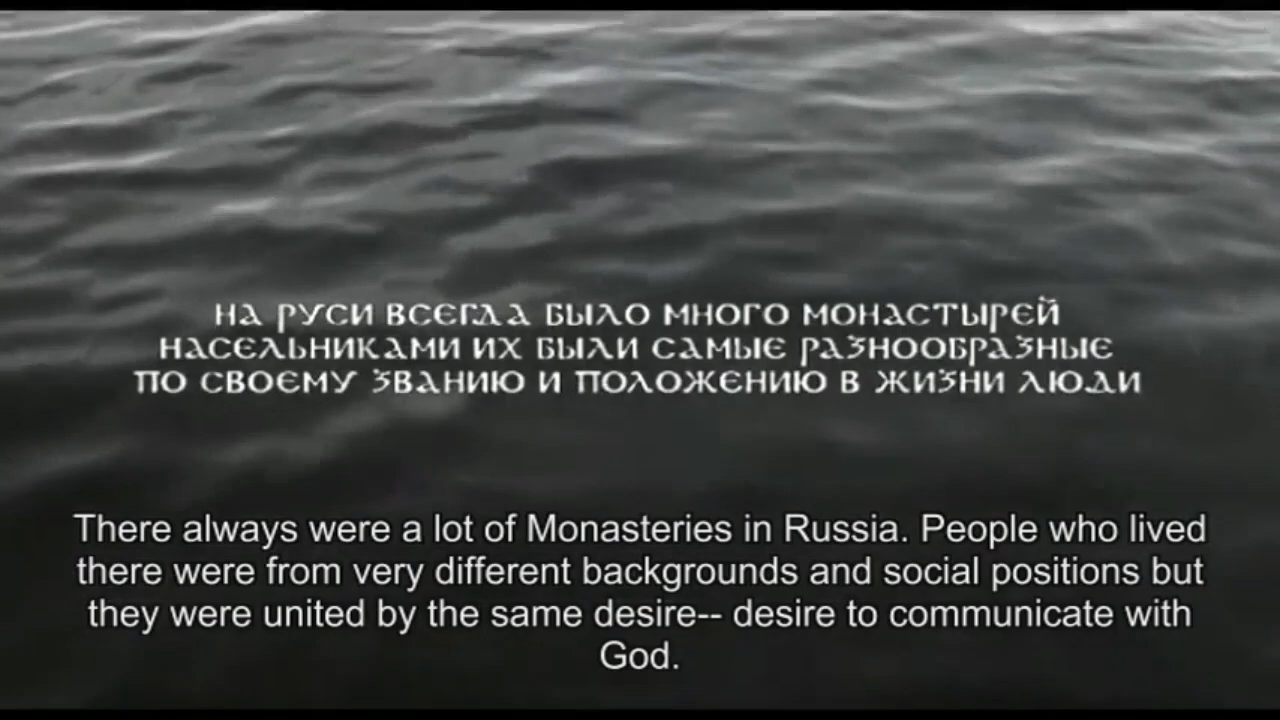 НА РУСИ ВСЕГДА БЫЛО МНОГО МОНАСТЫРЕЙ
НАСЕЛЬНИКАМИ ИХ БЫЛИ САМЫЕ РАЗНООБРАЗНЫЕ
ПО СВОЕМУ ЗВАНИЮ И ПОЛОЖЕНИЮ В ЖИЗНИ ЛЮДИ
There always were a lot of Monasteries in Russia. People who lived
there were from very different backgrounds and social positions but
they were united by the same desire-- desire to communicate with
God.